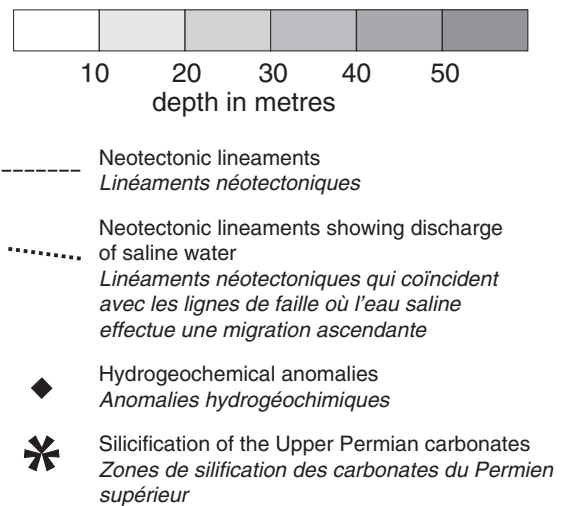 10 20 30 40 50
depth in metres
Neotectonic lineaments
Linéaments néotectoniques
Neotectonic lineaments showing discharge
of saline water
Linéaments néotectoniques qui coïncident
avec les lignes de faille où l'eau saline
effectue une migration ascendante
Hydrogeochemical anomalies
Anomalies hydrogéochimiques
Silicification of the Upper Permian carbonates
Zones de silification des carbonates du Permien
supérieur